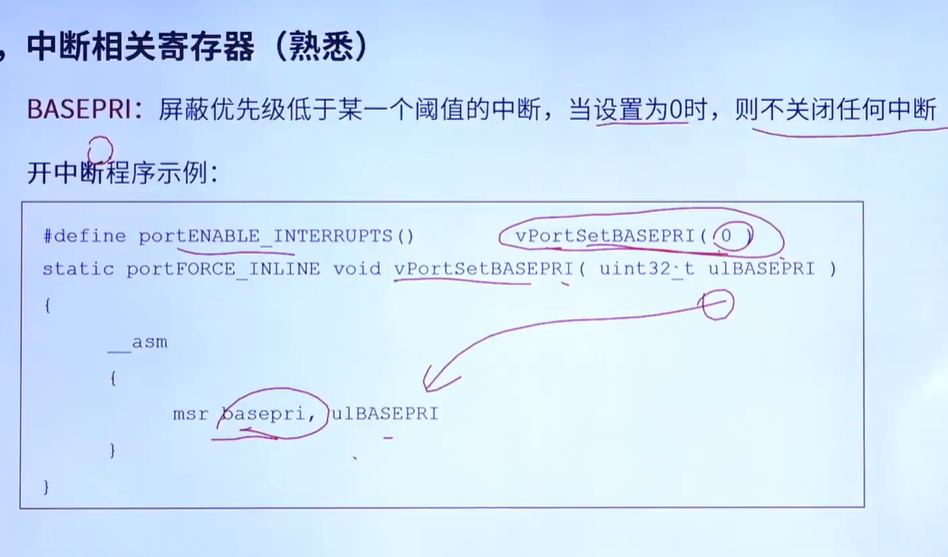 ，中断相关寄存器（熟悉）
BASEPRI：屏蔽优先级低于某一个阈值的中断，当设置为0时，则不关闭任何中断
开中断程序示例：
#define portENABLE_INTERRUPTS() vPortSetBASEPRI( 0 )
static portFORCE_INLINE void vPortSetBASEPRI( uint32_t ulBASEPRI )
{
__asm
{
msr basepri, ulBASEPRI
}
}